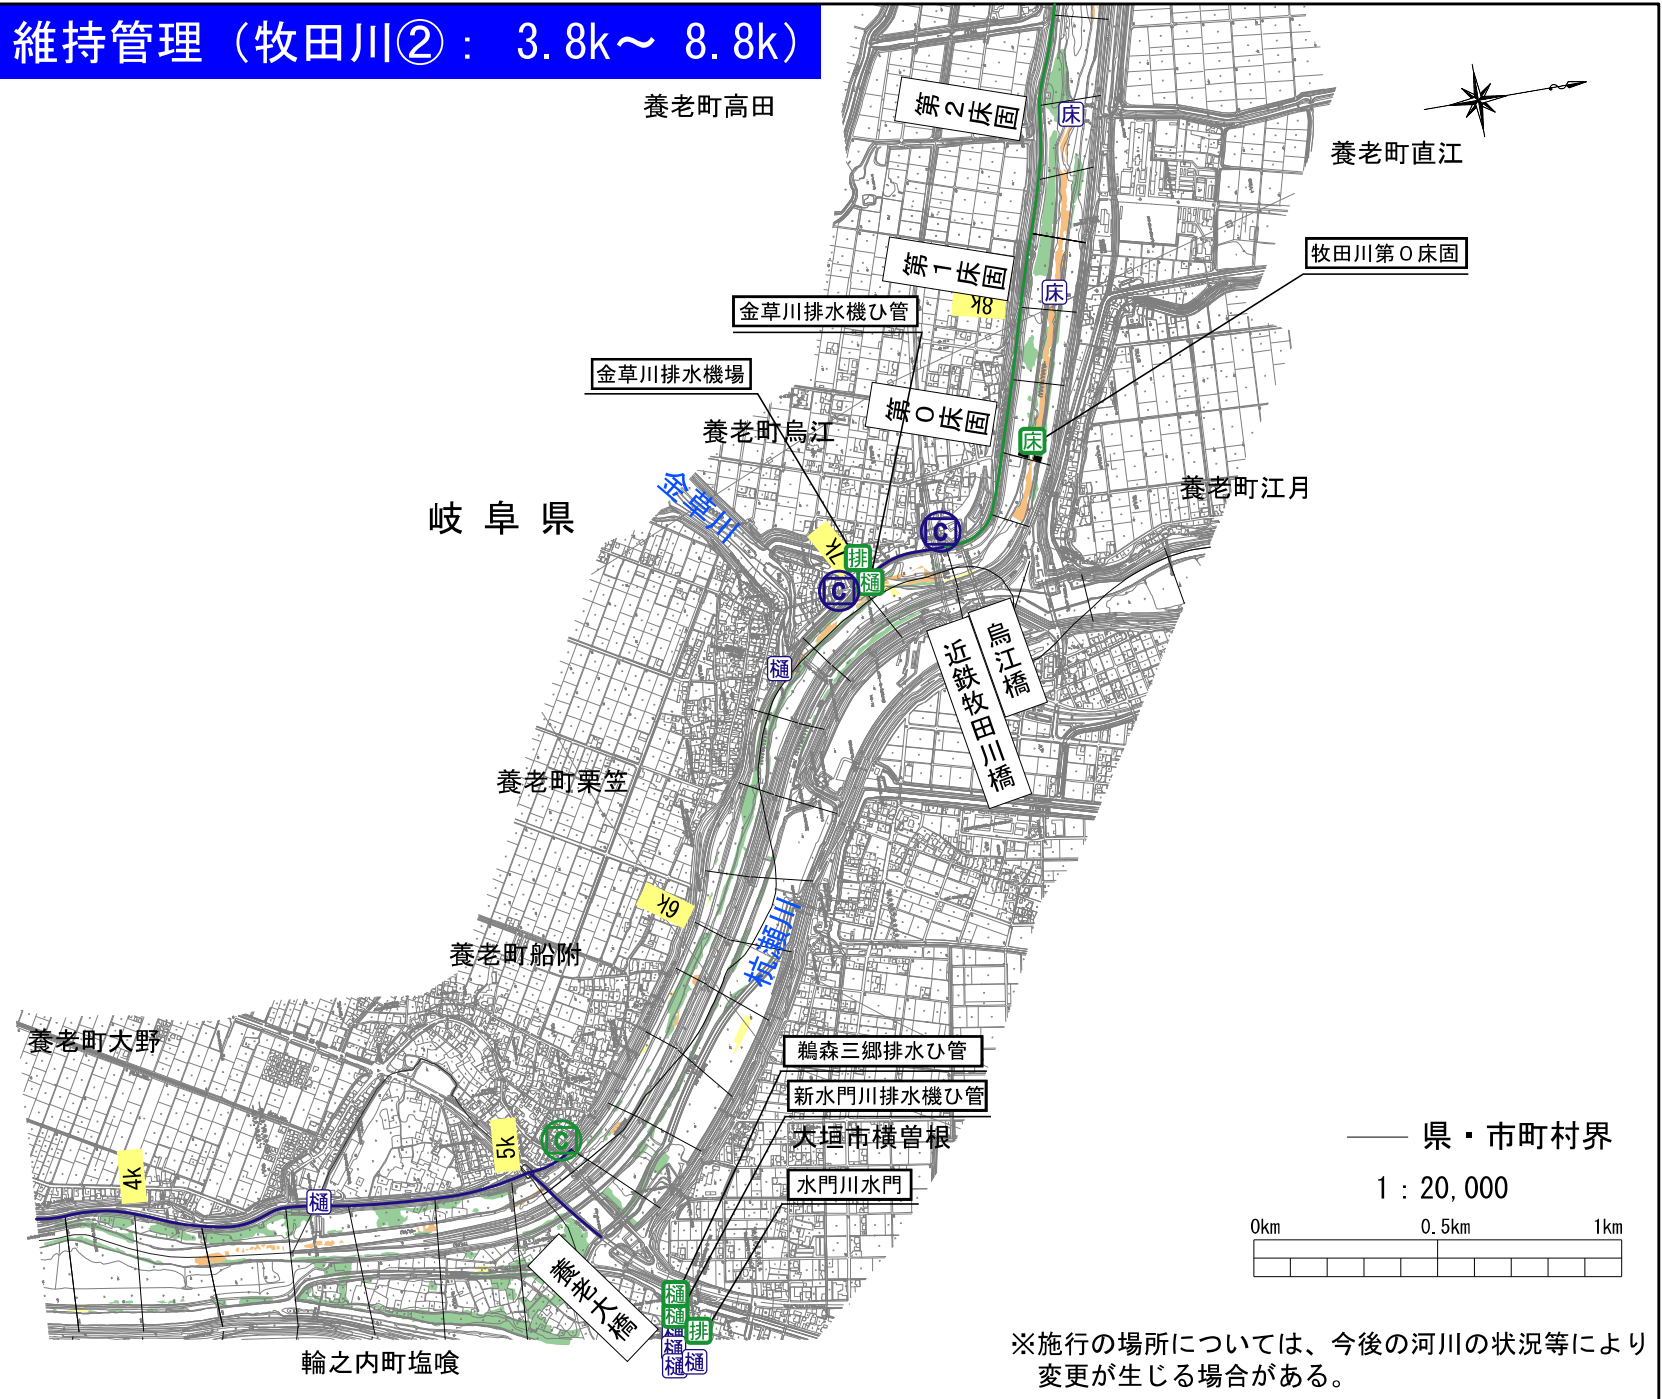 維持管理（牧田川②： 3.8k～ 8.8k）
養老町高田
第2床固
床
養老町直江
牧田川第０床固
第1床固
床
8k
金草川排水機ひ管
金草川排水機場
第0床固
養老町烏江
床
養老町江月
金草川
岐 阜 県
7k
排
樋
C
C
樋
烏江橋
近鉄牧田川橋
養老町栗笠
6k
杭瀬川
養老町船附
養老町大野
鵜森三郷排水ひ管
新水門川排水機ひ管
大垣市横曽根
水門川水門
5k
C
4k
樋
養老大橋
樋
樋
排
樋
樋
樋
輪之内町塩喰
県・市町村界
1：20,000
0km 0.5km 1km
※施行の場所については、今後の河川の状況等により
変更が生じる場合がある。